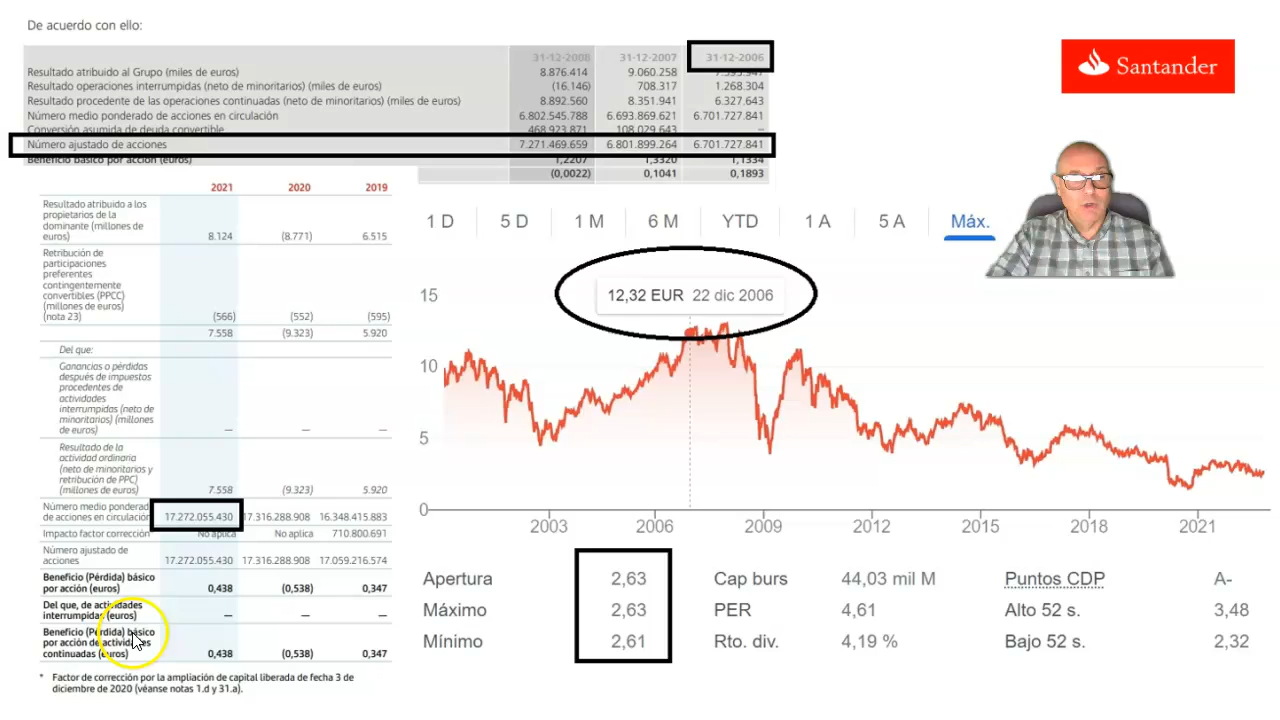 De acuerdo con ello:
31-12-2008 31-12-2007 31-12-2006
Resultado atribuido al Grupo (miles de euros) 8.876.414 9.060.258
Resultado operaciones interrumpidas (neto de minoritarios) (miles de euros) (16.146) 708.317 1.268.304
Resultado procedente de las operaciones continuadas (neto de minoritarios) (miles de euros) 8.892.560 8.351.941 6.327.643
Número medio ponderado de acciones en circulación 6.802.545.788 6.693.869.621 6.701.727.841
Conversión asumida de deuda convertible 468.923.871 108.029.643 –
Número ajustado de acciones 7.271.469.659 6.801.899.264 6.701.727.841
Beneficio básico por acción (euros) 1,2207 1,3320 1,1334
(0,0022) 0,1041 0,1893
Santander
2021 2020 2019
Resultado atribuido a los
propietarios de la
dominante (millones de
euros) 8.124 (8.771) 6.515
Retribución de
participaciones
preferentes
contingentemente
convertibles (PPCC)
(millones de euros)
(nota 23) (566) (552) (595)
7.558 (9.323) 5.920
Del que:
Ganancias o pérdidas
después de impuestos
procedentes de
actividades
interrumpidas (neto de
minoritarios) (millones
de euros) — — —
Resultado de la
actividad ordinaria
(neto de minoritarios y
retribución de PPC)
(millones de euros) 7.558 (9.323) 5.920
Número medio ponderado
de acciones en circulación 17.272.055.430 17.316.288.908 16.348.415.883
Impacto factor corrección No aplica No aplica 710.800.691
Número ajustado de
acciones 17.272.055.430 17.316.288.908 17.059.216.574
Beneficio (Pérdida) básico
por acción (euros) 0,438 (0,538) 0,347
Del que, de actividades
interrumpidas (euros) — — —
Beneficio (Pérdida) básico
por acción de actividades
continuadas (euros) 0,438 (0,538) 0,347
* Factor de corrección por la ampliación de capital liberada de fecha 3 de
diciembre de 2020 (véanse notas 1.d y 31.a).
1 D 5 D 1 M 6 M YTD 1 A 5 A Máx.
12,32 EUR 22 dic 2006
15
10
5
0
2003 2006 2009 2012 2015 2018 2021
Apertura 2,63 Cap burs 44,03 mil M Puntos CDP A-
Máximo 2,63 PER 4,61 Alto 52 s. 3,48
Mínimo 2,61 Rto. div. 4,19 % Bajo 52 s. 2,32